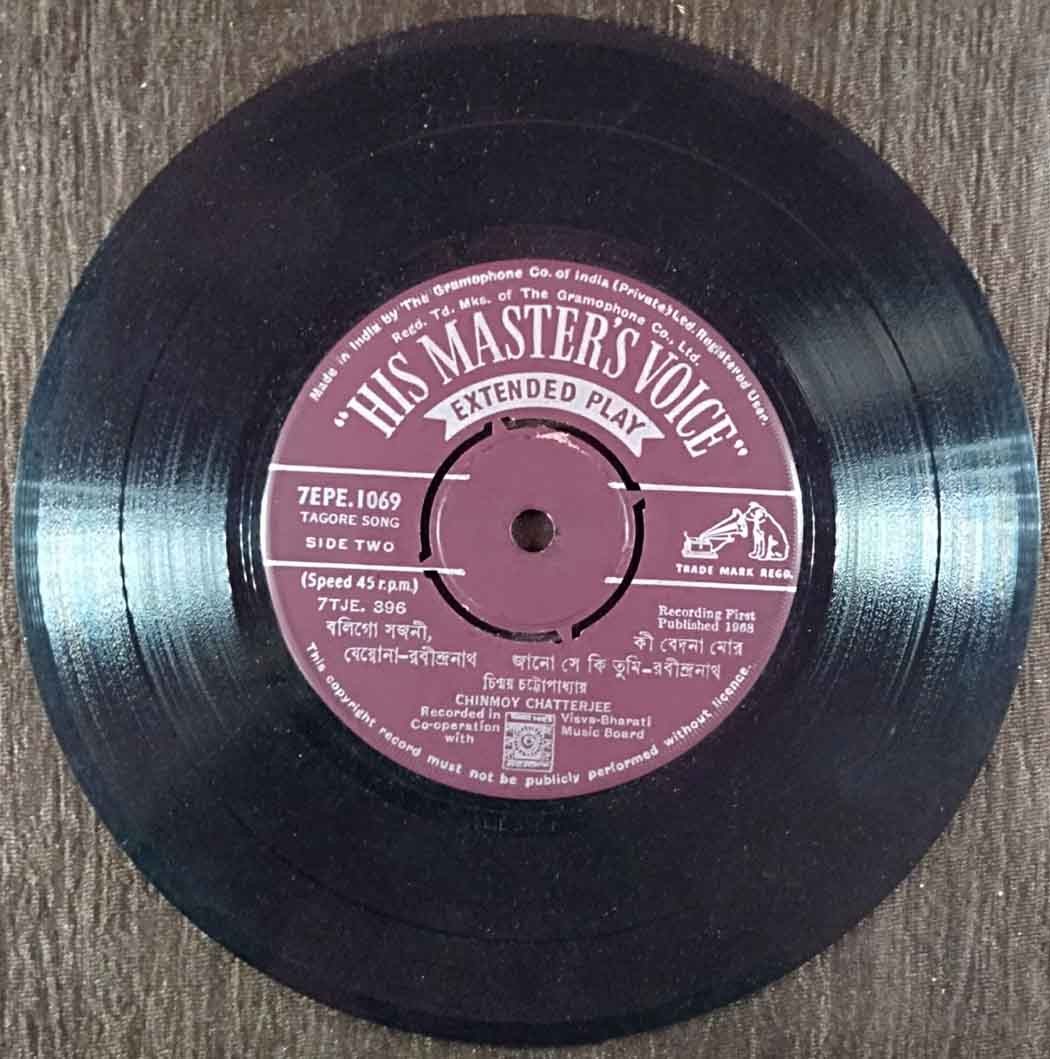 Made in India by The Gramophone Co. of India (Private) Ltd. Registered User.
Regd. Td. Mks. of The Gramophone Co., Ltd.
"HIS MASTER'S VOICE"
EXTENDED PLAY
7EPE.1069
TAGORE SONG
SIDE TWO
TRADE MARK REGD.
(Speed 45 r.p.m.)
7TJE. 396
Recording First
Published 1968
বলিগো সজনী,
যেয়োনা–রবীন্দ্রনাথ
কী বেদনা মোর
জানো সে কি তুমি–রবীন্দ্রনাথ
চিন্ময় চট্টোপাধ্যায়
CHINMOY CHATTERJEE
Recorded in
Co-operation
with
Visva-Bharati
Music Board
This copyright record must not be publicly performed without licence.